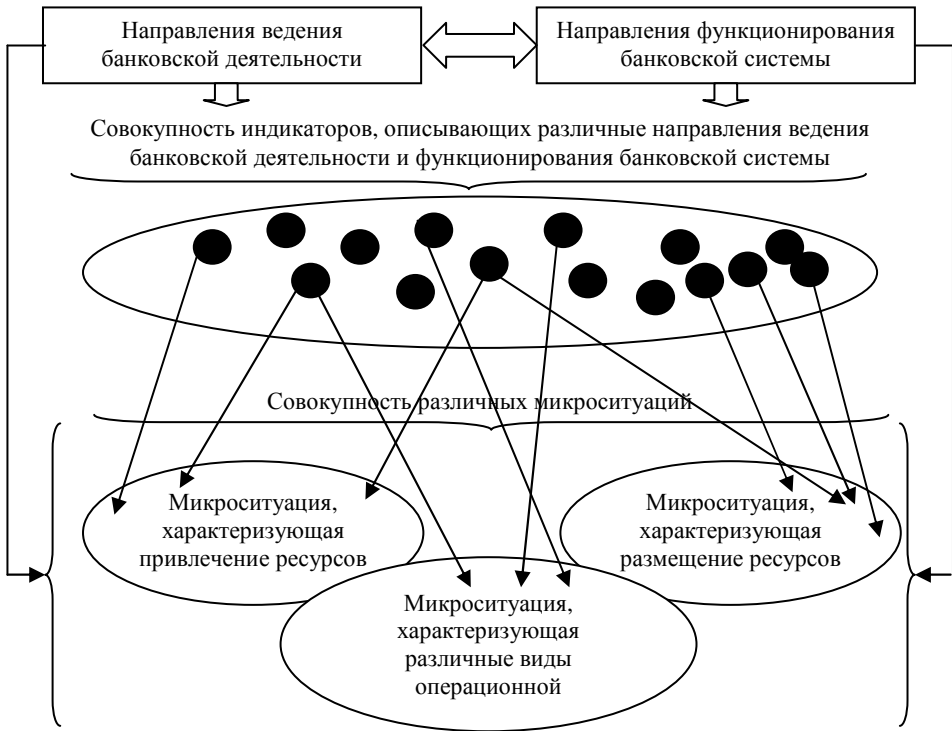 Направления ведения
банковской деятельности
Направления функционирования
банковской системы
Совокупность индикаторов, описывающих различные направления ведения
банковской деятельности и функционирования банковской системы
Совокупность различных микроситуаций
Микроситуация,
характеризующая
привлечение ресурсов
Микроситуация,
характеризующая
размещение ресурсов
Микроситуация,
характеризующая
различные виды
операционной